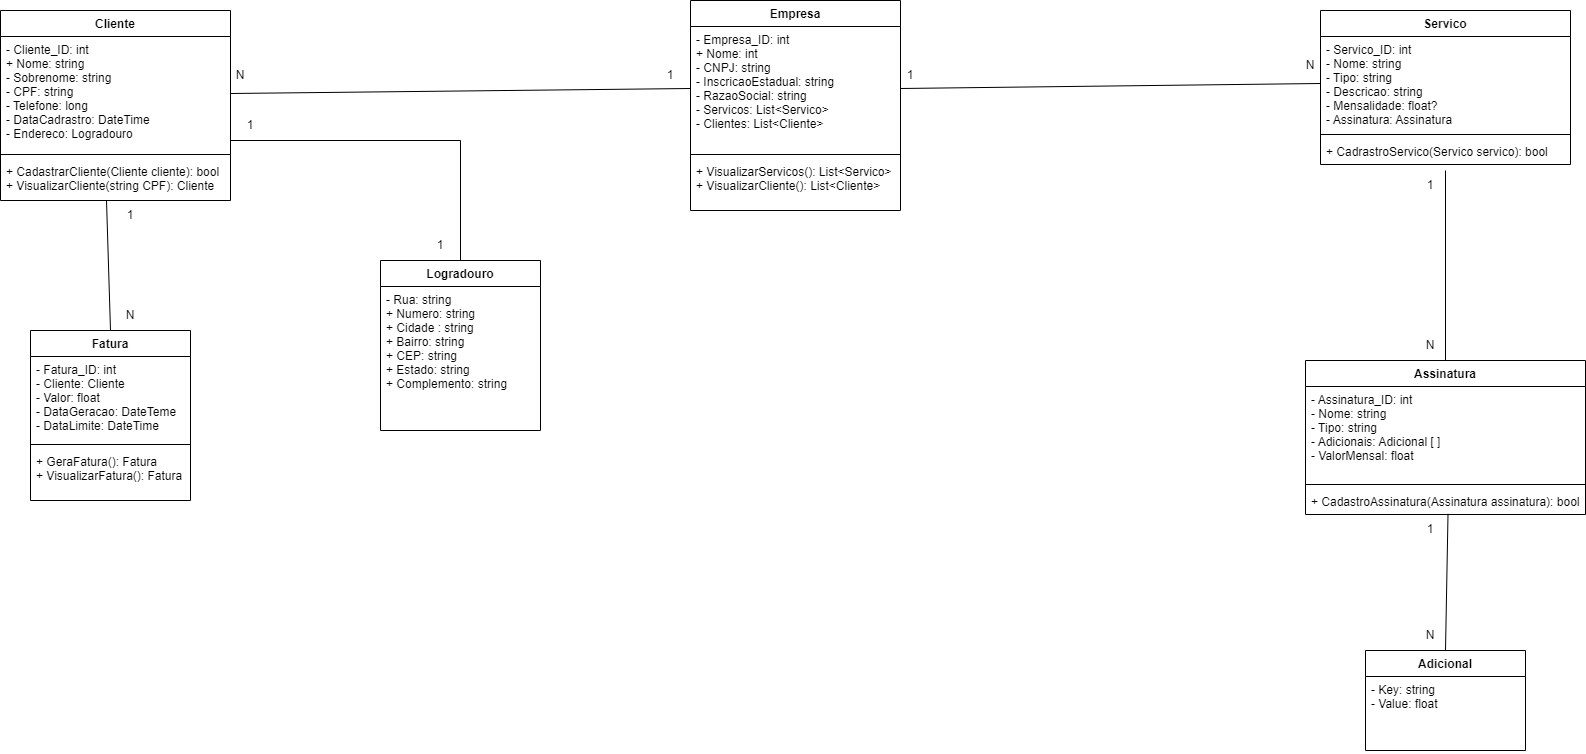 Cliente
- Cliente_ID: int
+ Nome: string
- Sobrenome: string
- CPF: string
- Telefone: long
- DataCadrastro: DateTime
- Endereco: Logradouro
+ CadastrarCliente(Cliente cliente): bool
+ VisualizarCliente(string CPF): Cliente
N
1
Empresa
- Empresa_ID: int
+ Nome: int
- CNPJ: string
- InscricaoEstadual: string
- RazaoSocial: string
- Servicos: List<Servico>
- Clientes: List<Cliente>
+ VisualizarServicos(): List<Servico>
+ VisualizarCliente(): List<Cliente>
1
N
Servico
- Servico_ID: int
- Nome: string
- Tipo: string
- Descricao: string
- Mensalidade: float?
- Assinatura: Assinatura
+ CadrastroServico(Servico servico): bool
1
1
Logradouro
- Rua: string
+ Numero: string
+ Cidade : string
+ Bairro: string
+ CEP: string
+ Estado: string
+ Complemento: string
1
N
Fatura
- Fatura_ID: int
- Cliente: Cliente
- Valor: float
- DataGeracao: DateTeme
- DataLimite: DateTime
+ GeraFatura(): Fatura
+ VisualizarFatura(): Fatura
1
N
Assinatura
- Assinatura_ID: int
- Nome: string
- Tipo: string
- Adicionais: Adicional [ ]
- ValorMensal: float
+ CadastroAssinatura(Assinatura assinatura): bool
1
N
Adicional
- Key: string
- Value: float